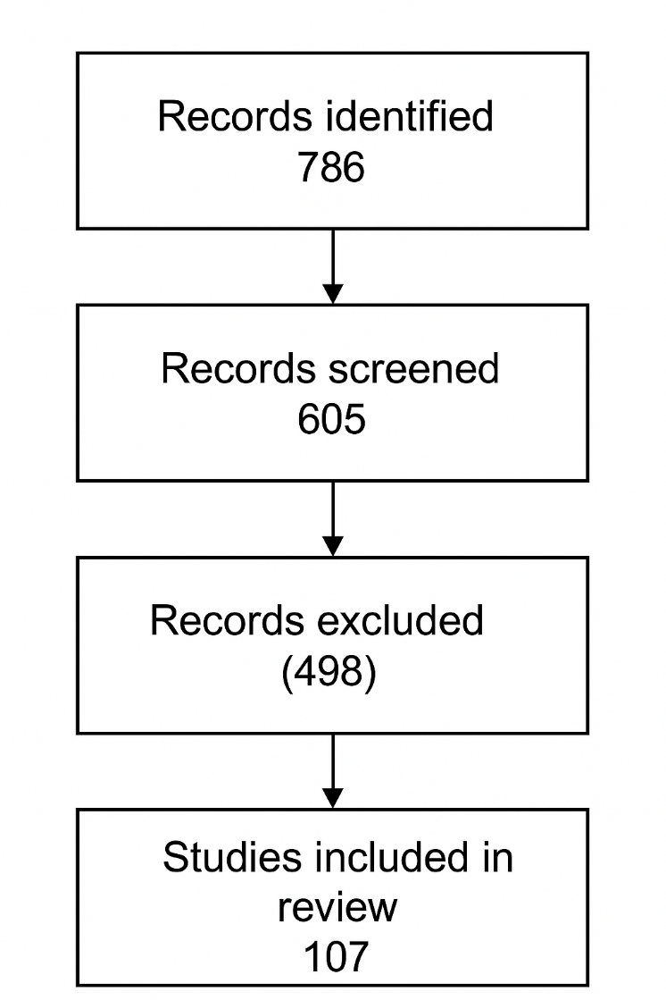 Records identified
786
Records screened
605
Records excluded
(498)
Studies included in
review
107